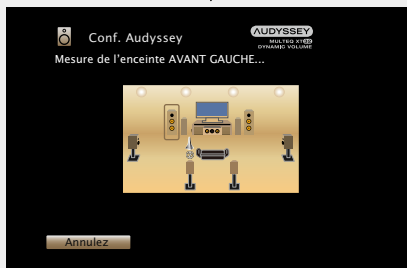 Conf. Audyssey
AUDYSSEY
MULTEQ XT32
DYNAMIC VOLUME
Mesure de l'enceinte AVANT GAUCHE...
Annulez